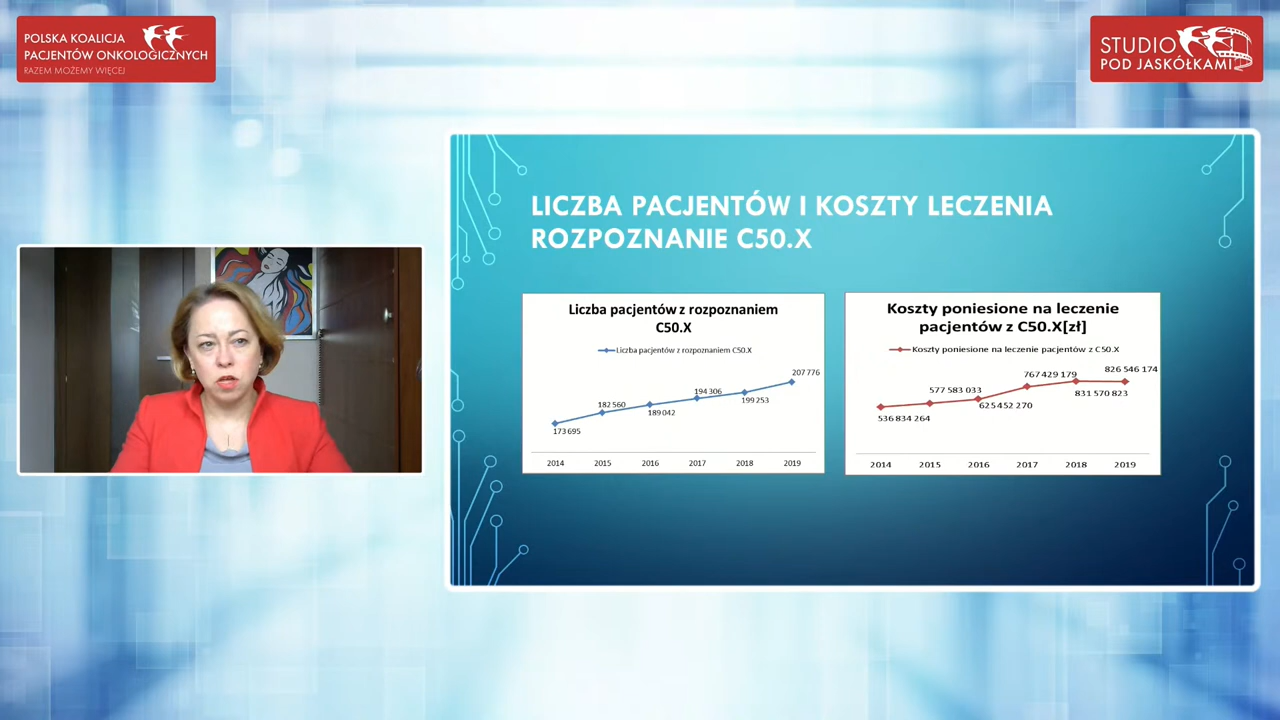 POLSKA KOALICJA
PACJENTÓW ONKOLOGICZNYCH
RAZEM MOŻEMY WIĘCEJ
STUDIO
POD JASKÓŁKAMI
LICZBA PACJENTÓW I KOSZTY LECZENIA
ROZPOZNANIE C50.X
Liczba pacjentów z rozpoznaniem
C50.X
Liczba pacjentów z rozpoznaniem C50.X
173 695
182 560
189 042
194 306
199 253
207 776
2014 2015 2016 2017 2018 2019
Koszty poniesione na leczenie
pacjentów z C50.X[zł]
Koszty poniesione na leczenie pacjentów z C50.X
536 834 264
577 583 033
625 452 270
767 429 179
831 570 823
826 546 174
2014 2015 2016 2017 2018 2019